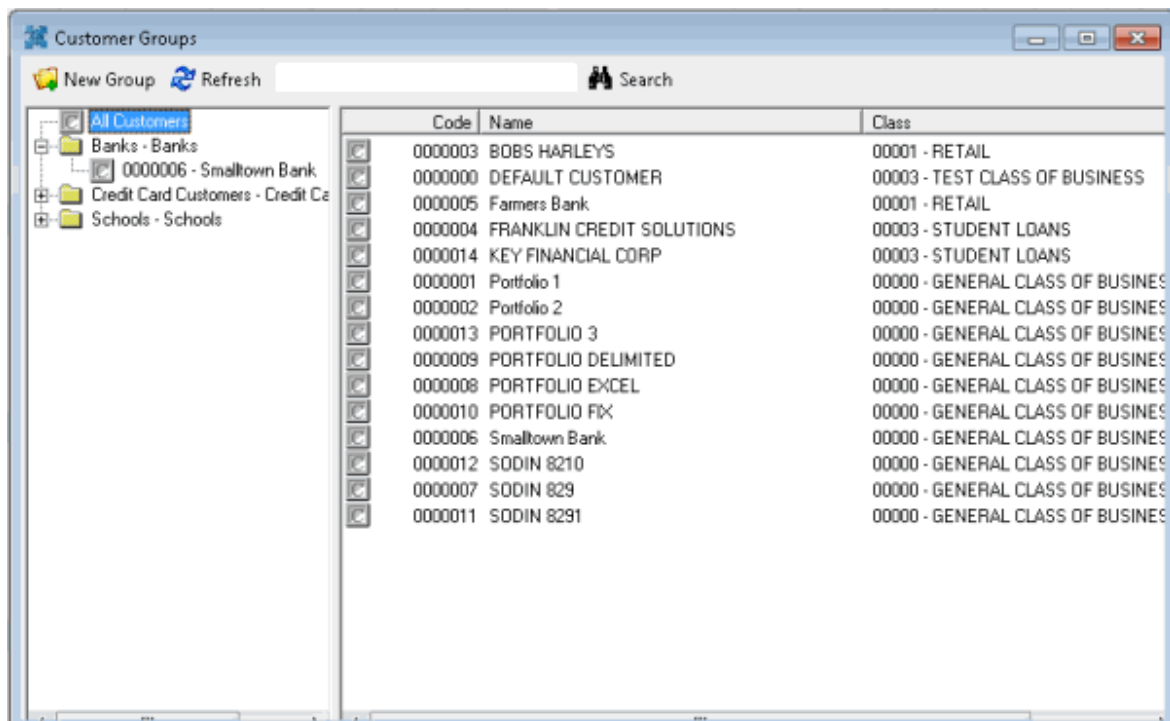 Customer Groups
New Group Refresh Search
All Customers
Banks - Banks
0000006 - Smalltown Bank
Credit Card Customers - Credit Ca
Schools - Schools
Code Name Class
0000003 BOBS HARLEYS 00001 - RETAIL
0000000 DEFAULT CUSTOMER 00003 - TEST CLASS OF BUSINESS
0000005 Farmers Bank 00001 - RETAIL
0000004 FRANKLIN CREDIT SOLUTIONS 00003 - STUDENT LOANS
0000014 KEY FINANCIAL CORP 00003 - STUDENT LOANS
0000001 Portfolio 1 00000 - GENERAL CLASS OF BUSINES
0000002 Portfolio 2 00000 - GENERAL CLASS OF BUSINES
0000013 PORTFOLIO 3 00000 - GENERAL CLASS OF BUSINES
0000009 PORTFOLIO DELIMITED 00000 - GENERAL CLASS OF BUSINES
0000008 PORTFOLIO EXCEL 00000 - GENERAL CLASS OF BUSINES
0000010 PORTFOLIO FIX 00000 - GENERAL CLASS OF BUSINES
0000006 Smalltown Bank 00000 - GENERAL CLASS OF BUSINES
0000012 SODIN 8210 00000 - GENERAL CLASS OF BUSINES
0000007 SODIN 829 00000 - GENERAL CLASS OF BUSINES
0000011 SODIN 8291 00000 - GENERAL CLASS OF BUSINES